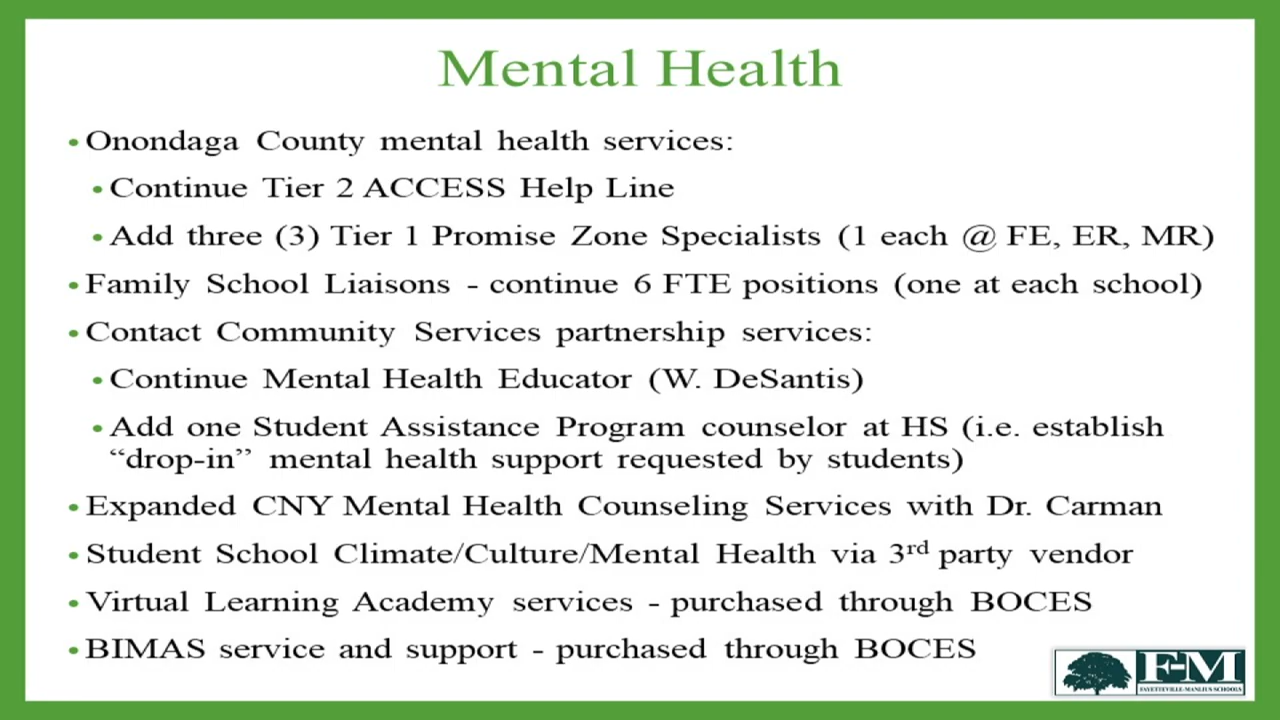 Mental Health
• Onondaga County mental health services:
• Continue Tier 2 ACCESS Help Line
• Add three (3) Tier 1 Promise Zone Specialists (1 each @ FE, ER, MR)
• Family School Liaisons - continue 6 FTE positions (one at each school)
• Contact Community Services partnership services:
• Continue Mental Health Educator (W. DeSantis)
• Add one Student Assistance Program counselor at HS (i.e. establish
“drop-in” mental health support requested by students)
• Expanded CNY Mental Health Counseling Services with Dr. Carman
• Student School Climate/Culture/Mental Health via 3rd party vendor
• Virtual Learning Academy services - purchased through BOCES
• BIMAS service and support - purchased through BOCES
F-M
FAYETTEVILLE-MANLIUS SCHOOLS